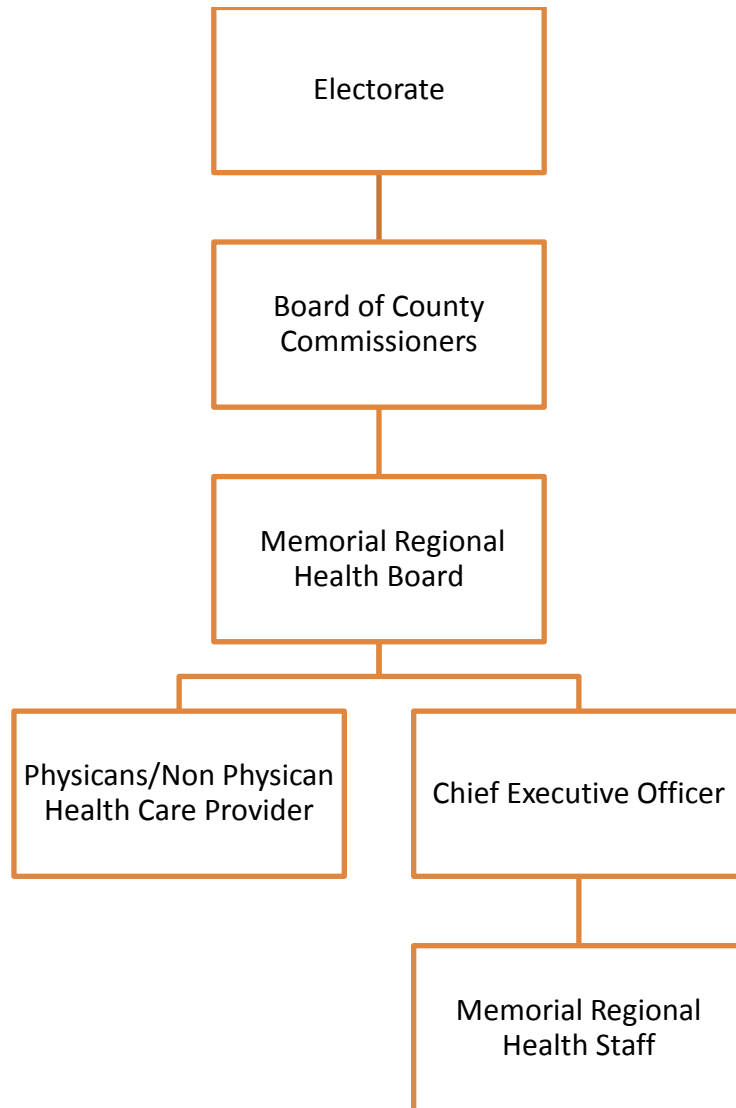 Electorate
Board of County
Commissioners
Memorial Regional
Health Board
Physicans/Non Physican
Health Care Provider
Chief Executive Officer
Memorial Regional
Health Staff